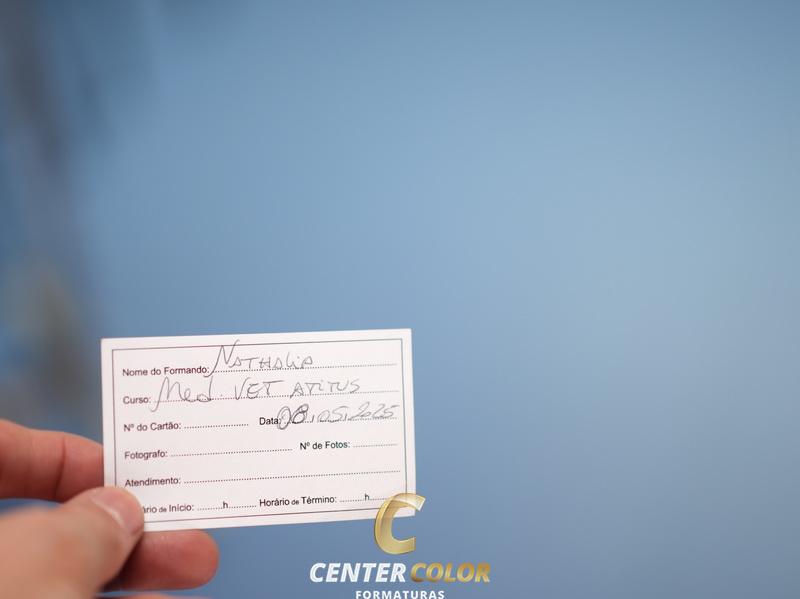 Nome do Formando: Nathalia
Curso: Med. VET ATITUS
Nº do Cartão: ........................ Data: 08.05.2025
Fotografo: ............................................ Nº de Fotos: ................
Atendimento: ................................................................................
ário de Início: .........h.......... Horário de Término: .........h..........
CENTER COLOR
FORMATURAS